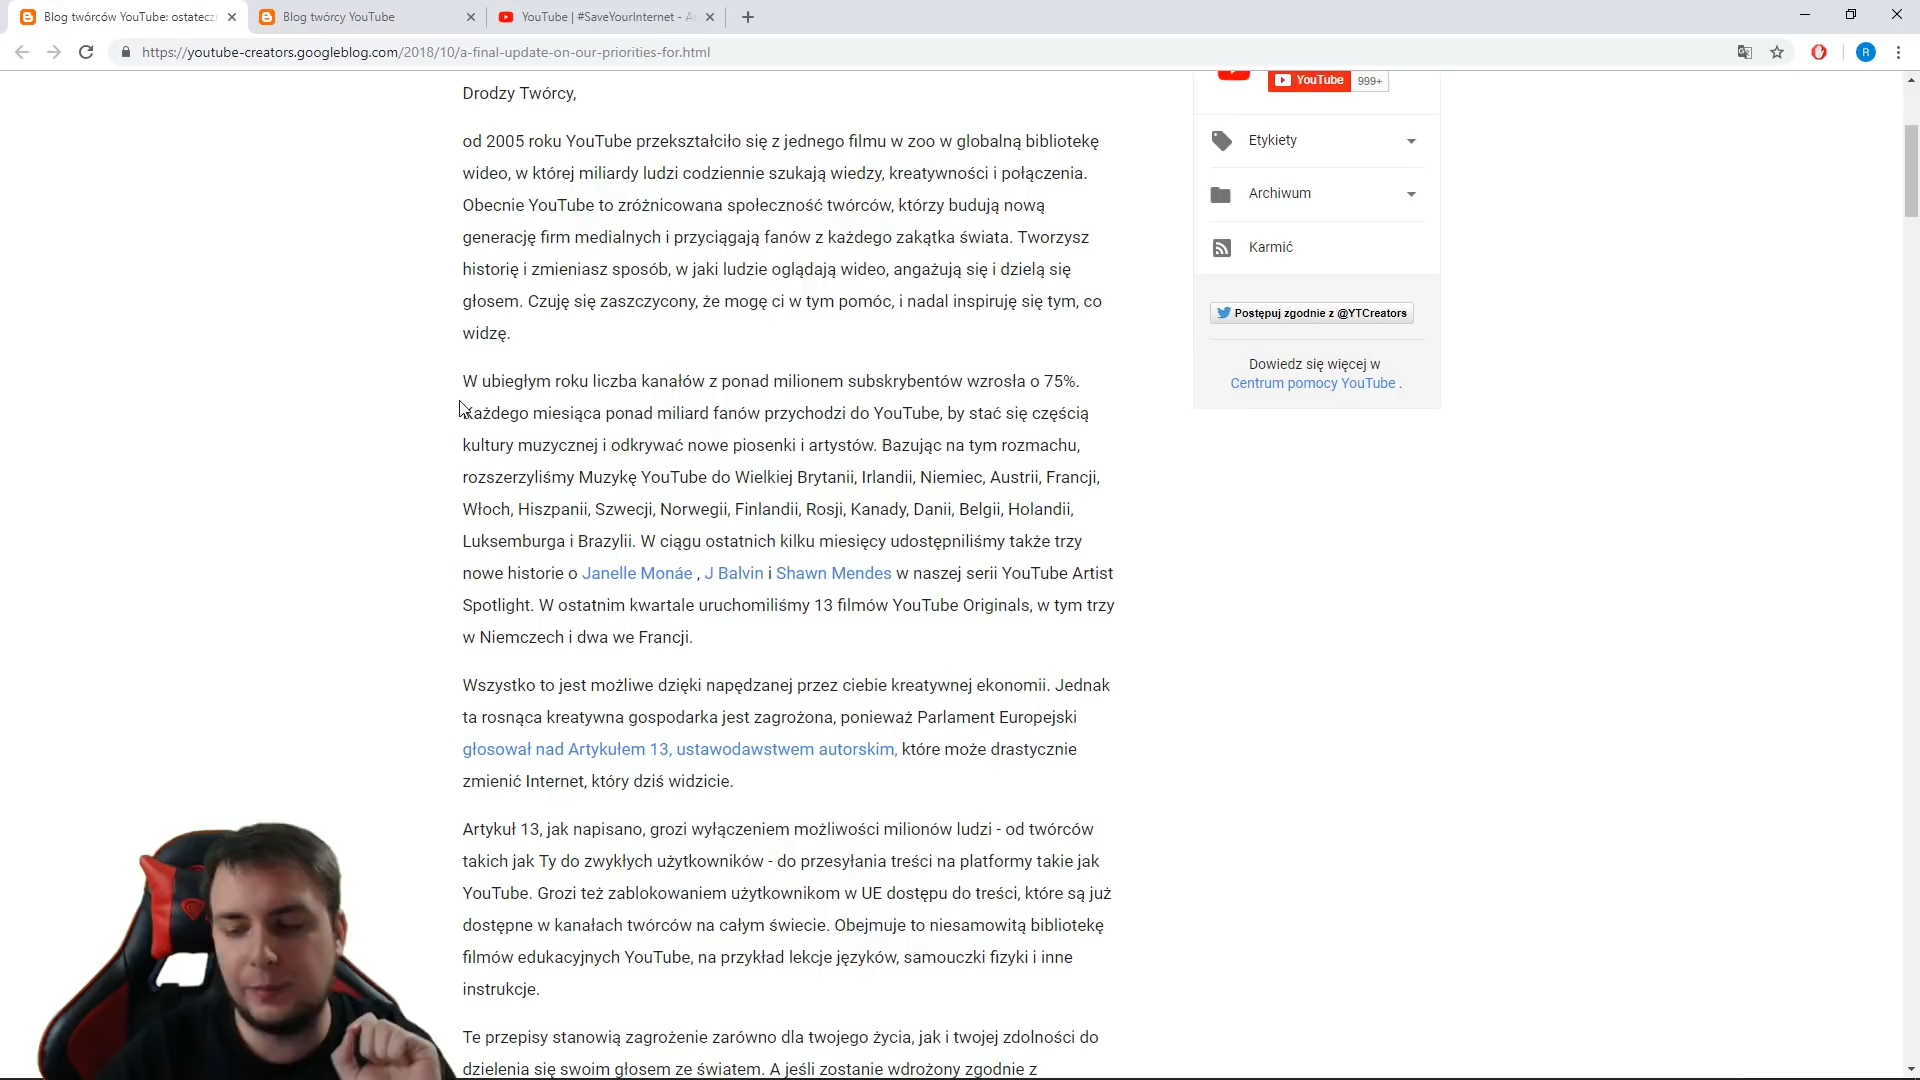 Blog twórców YouTube: ostatecz
Blog twórcy YouTube
YouTube | #SaveYourInternet - A
https://youtube-creators.googleblog.com/2018/10/a-final-update-on-our-priorities-for.html
R
Drodzy Twórcy,
od 2005 roku YouTube przekształciło się z jednego filmu w zoo w globalną bibliotekę
wideo, w której miliardy ludzi codziennie szukają wiedzy, kreatywności i połączenia.
Obecnie YouTube to zróżnicowana społeczność twórców, którzy budują nową
generację firm medialnych i przyciągają fanów z każdego zakątka świata. Tworzysz
historię i zmieniasz sposób, w jaki ludzie oglądają wideo, angażują się i dzielą się
głosem. Czuję się zaszczycony, że mogę ci w tym pomóc, i nadal inspiruję się tym, co
widzę.
W ubiegłym roku liczba kanałów z ponad milionem subskrybentów wzrosła o 75%.
Każdego miesiąca ponad miliard fanów przychodzi do YouTube, by stać się częścią
kultury muzycznej i odkrywać nowe piosenki i artystów. Bazując na tym rozmachu,
rozszerzyliśmy Muzykę YouTube do Wielkiej Brytanii, Irlandii, Niemiec, Austrii, Francji,
Włoch, Hiszpanii, Szwecji, Norwegii, Finlandii, Rosji, Kanady, Danii, Belgii, Holandii,
Luksemburga i Brazylii. W ciągu ostatnich kilku miesięcy udostępniliśmy także trzy
nowe historie o Janelle Monáe , J Balvin i Shawn Mendes w naszej serii YouTube Artist
Spotlight. W ostatnim kwartale uruchomiliśmy 13 filmów YouTube Originals, w tym trzy
w Niemczech i dwa we Francji.
Wszystko to jest możliwe dzięki napędzanej przez ciebie kreatywnej ekonomii. Jednak
ta rosnąca kreatywna gospodarka jest zagrożona, ponieważ Parlament Europejski
głosował nad Artykułem 13, ustawodawstwem autorskim, które może drastycznie
zmienić Internet, który dziś widzicie.
Artykuł 13, jak napisano, grozi wyłączeniem możliwości milionów ludzi - od twórców
takich jak Ty do zwykłych użytkowników - do przesyłania treści na platformy takie jak
YouTube. Grozi też zablokowaniem użytkownikom w UE dostępu do treści, które są już
dostępne w kanałach twórców na całym świecie. Obejmuje to niesamowitą bibliotekę
filmów edukacyjnych YouTube, na przykład lekcje języków, samouczki fizyki i inne
instrukcje.
Te przepisy stanowią zagrożenie zarówno dla twojego życia, jak i twojej zdolności do
dzielenia się swoim głosem ze światem. A jeśli zostanie wdrożony zgodnie z
YouTube 999+
Etykiety
Archiwum
Karmić
Postępuj zgodnie z @YTCreators
Dowiedz się więcej w
Centrum pomocy YouTube .